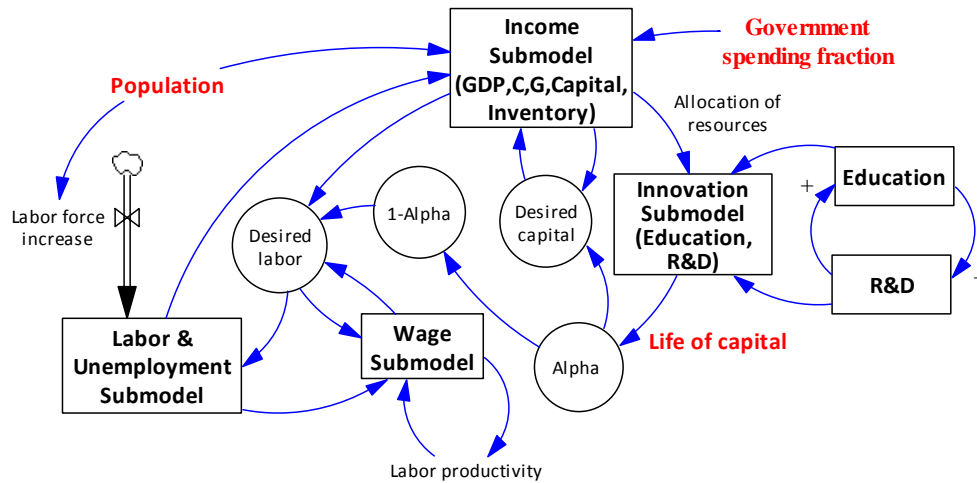 Income
Submodel
(GDP,C,G,Capital,
Inventory)
Government
spending fraction
Population
Allocation of
resources
Labor force
increase
Desired
labor
1-Alpha
Desired
capital
Innovation
Submodel
(Education,
R&D)
+
Education
R&D
+
Labor &
Unemployment
Submodel
Wage
Submodel
Alpha
Life of capital
Labor productivity